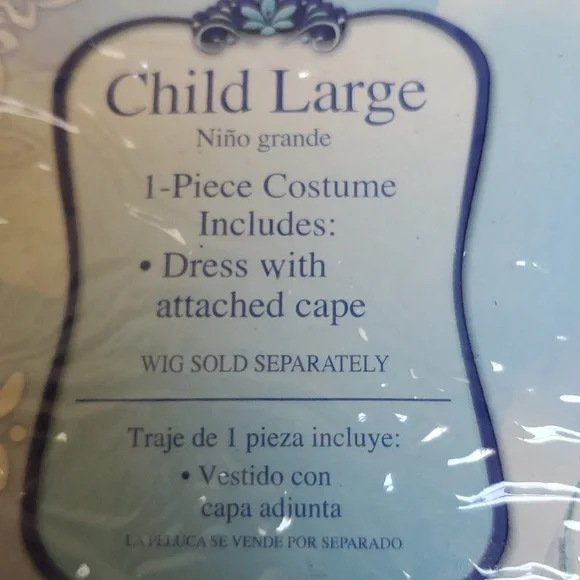 Child Large
Niño grande
1-Piece Costume
Includes:
• Dress with
attached cape
WIG SOLD SEPARATELY
Traje de 1 pieza incluye:
• Vestido con
capa adjunta
LA PELUCA SE VENDE POR SEPARADO